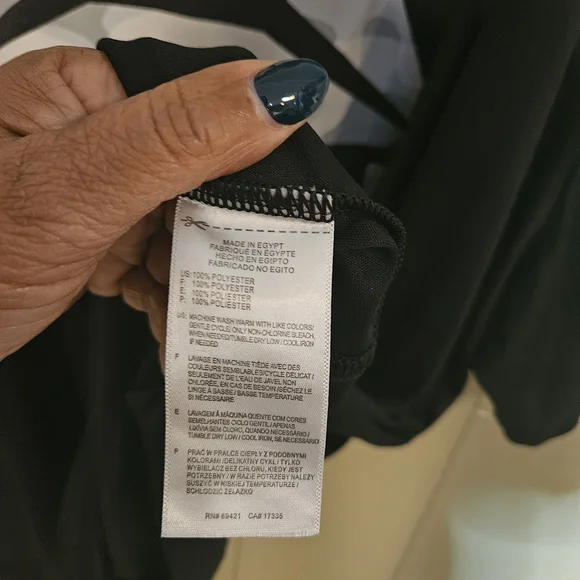 MADE IN EGYPT
FABRIQUÉ EN ÉGYPTE
HECHO EN EGIPTO
FABRICADO NO EGITO
US: 100% POLYESTER
F: 100% POLYESTER
E: 100% POLIESTER
P: 100% POLIÉSTER
US: MACHINE WASH WARM WITH LIKE COLORS/
GENTLE CYCLE/ ONLY NON-CHLORINE BLEACH,
WHEN NEEDED/TUMBLE DRY LOW / COOL IRON
IF NEEDED
F LAVAGE EN MACHINE TIÈDE AVEC DES
COULEURS SEMBLABLES/CYCLE DÉLICAT /
SEULEMENT DE L'EAU DE JAVEL NON
CHLORÉE, EN CAS DE BESOIN /SÉCHEZ LE
LINGE À SASSE/ BASSE TEMPÉRATURE
SI NÉCESSAIRE
E LAVAGEM À MÁQUINA QUENTE COM CORES
SEMELHANTES CICLO GENTIL / APENAS
LIXÍVIA SEM CLORO, QUANDO NECESSÁRIO /
TUMBLE DRY LOW / COOL IRON, SE NECESSÁRIO
P PRAĆ W PRALCE CIEPŁY Z PODOBNYMI
KOLORAMI /DELIKATNY CYKL / TYLKO
WYBIELACZ BEZ CHLORU, KIEDY JEST
POTRZEBNY / W RAZIE POTRZEBY NALEŻY
SUSZYĆ W NISKIEJ TEMPERATURZE /
SCHŁODZIĆ ŻELAZKO
RN# 69421 CA# 17335